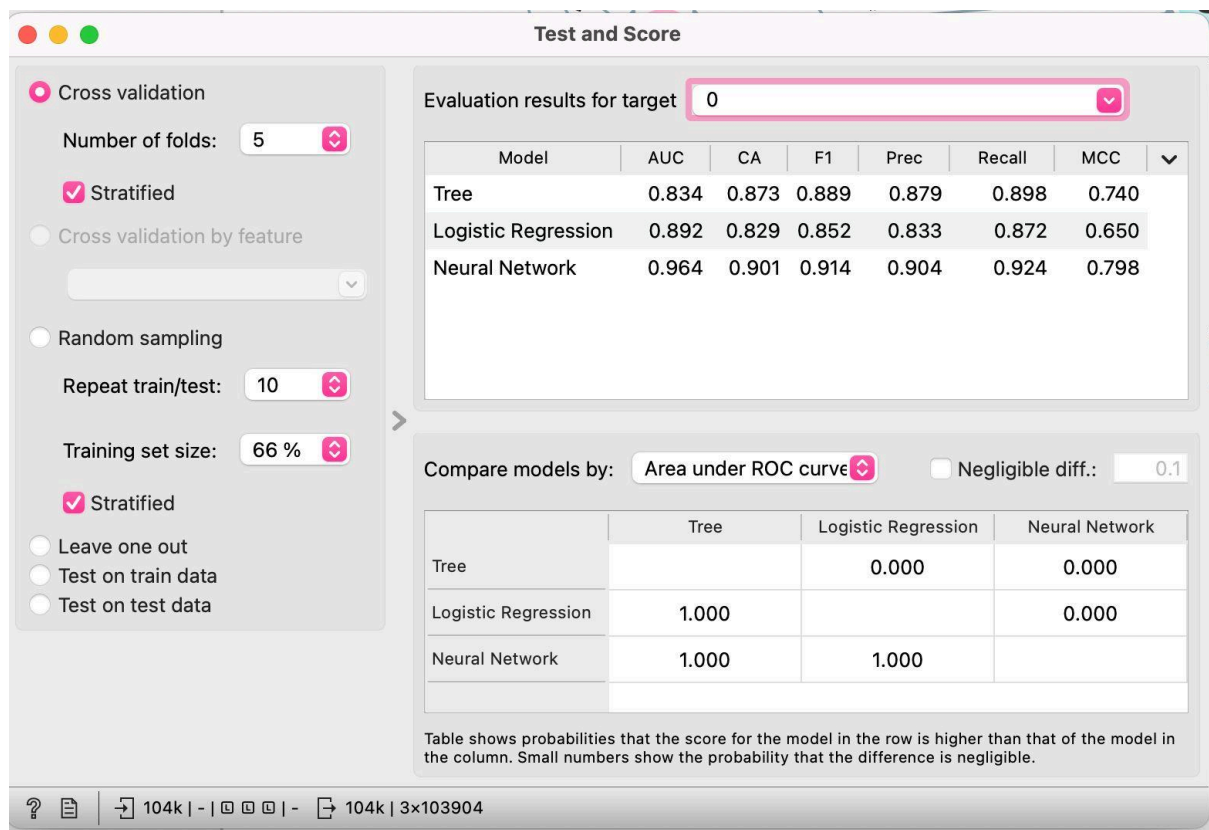 Test and Score
Cross validation
Number of folds: 5
Stratified
Cross validation by feature
Random sampling
Repeat train/test: 10
Training set size: 66 %
Stratified
Leave one out
Test on train data
Test on test data
Evaluation results for target 0
Model AUC CA F1 Prec Recall MCC
Tree 0.834 0.873 0.889 0.879 0.898 0.740
Logistic Regression 0.892 0.829 0.852 0.833 0.872 0.650
Neural Network 0.964 0.901 0.914 0.904 0.924 0.798
Compare models by: Area under ROC curve Negligible diff.: 0.1
Tree Logistic Regression Neural Network
Tree 0.000 0.000
Logistic Regression 1.000 0.000
Neural Network 1.000 1.000
Table shows probabilities that the score for the model in the row is higher than that of the model in
the column. Small numbers show the probability that the difference is negligible.
? 104k | - | L L L | - 104k | 3×103904